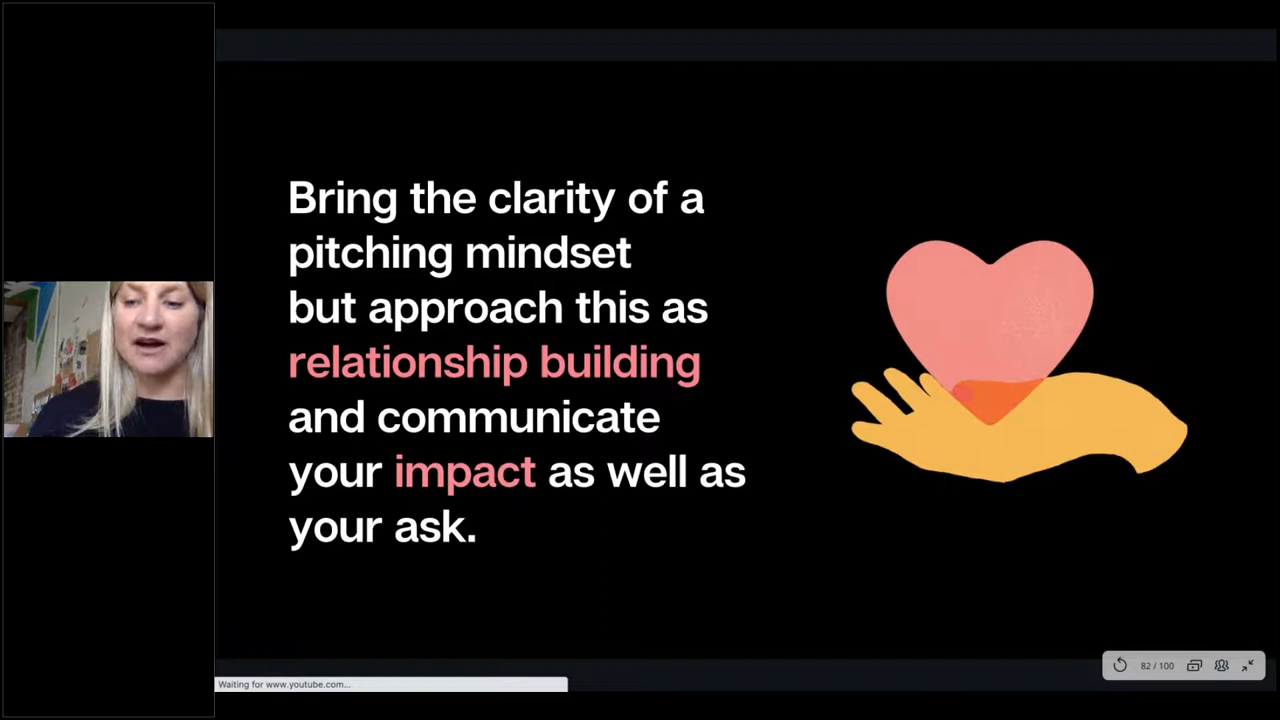 Bring the clarity of a
pitching mindset
but approach this as
relationship building
and communicate
your impact as well as
your ask.
82 / 100
Waiting for www.youtube.com...